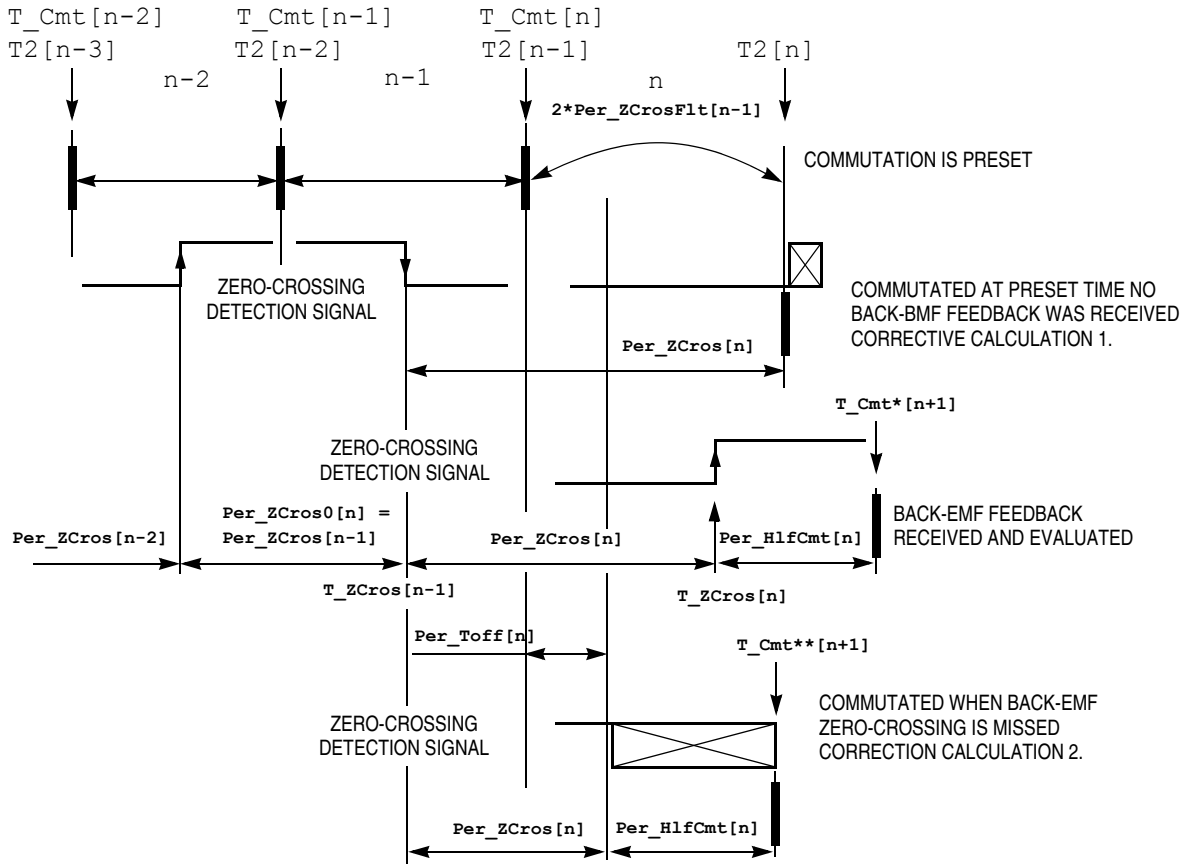 T_Cmt[n-2] T_Cmt[n-1] T_Cmt[n]
T2[n-3] T2[n-2] T2[n-1] T2[n]
n-2 n-1 n
2*Per_ZCrosFlt[n-1]
COMMUTATION IS PRESET
ZERO-CROSSING
DETECTION SIGNAL
COMMUTATED AT PRESET TIME NO
BACK-BMF FEEDBACK WAS RECEIVED
CORRECTIVE CALCULATION 1.
Per_ZCros[n]
T_Cmt*[n+1]
ZERO-CROSSING
DETECTION SIGNAL
BACK-EMF FEEDBACK
RECEIVED AND EVALUATED
Per_ZCros[n-2]
Per_ZCros0[n] =
Per_ZCros[n-1]
Per_ZCros[n]
Per_HlfCmt[n]
T_ZCros[n-1]
T_ZCros[n]
Per_Toff[n]
T_Cmt**[n+1]
ZERO-CROSSING
DETECTION SIGNAL
COMMUTATED WHEN BACK-EMF
ZERO-CROSSING IS MISSED
CORRECTION CALCULATION 2.
Per_ZCros[n]
Per_HlfCmt[n]